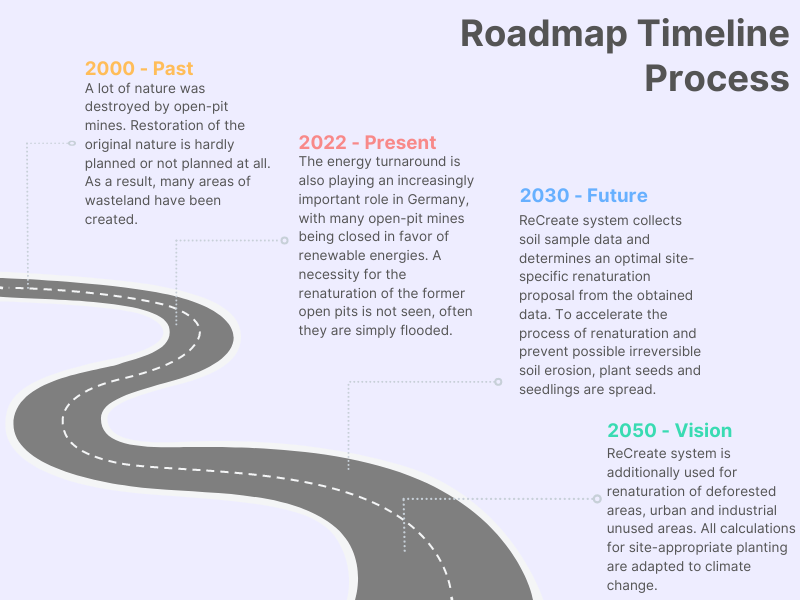 Roadmap Timeline
Process
2000 - Past
A lot of nature was
destroyed by open-pit
mines. Restoration of the
original nature is hardly
planned or not planned at all.
As a result, many areas of
wasteland have been
created.
2022 - Present
The energy turnaround is
also playing an increasingly
important role in Germany,
with many open-pit mines
being closed in favor of
renewable energies. A
necessity for the
renaturation of the former
open pits is not seen, often
they are simply flooded.
2030 - Future
ReCreate system collects
soil sample data and
determines an optimal site-
specific renaturation
proposal from the obtained
data. To accelerate the
process of renaturation and
prevent possible irreversible
soil erosion, plant seeds and
seedlings are spread.
2050 - Vision
ReCreate system is
additionally used for
renaturation of deforested
areas, urban and industrial
unused areas. All calculations
for site-appropriate planting
are adapted to climate
change.